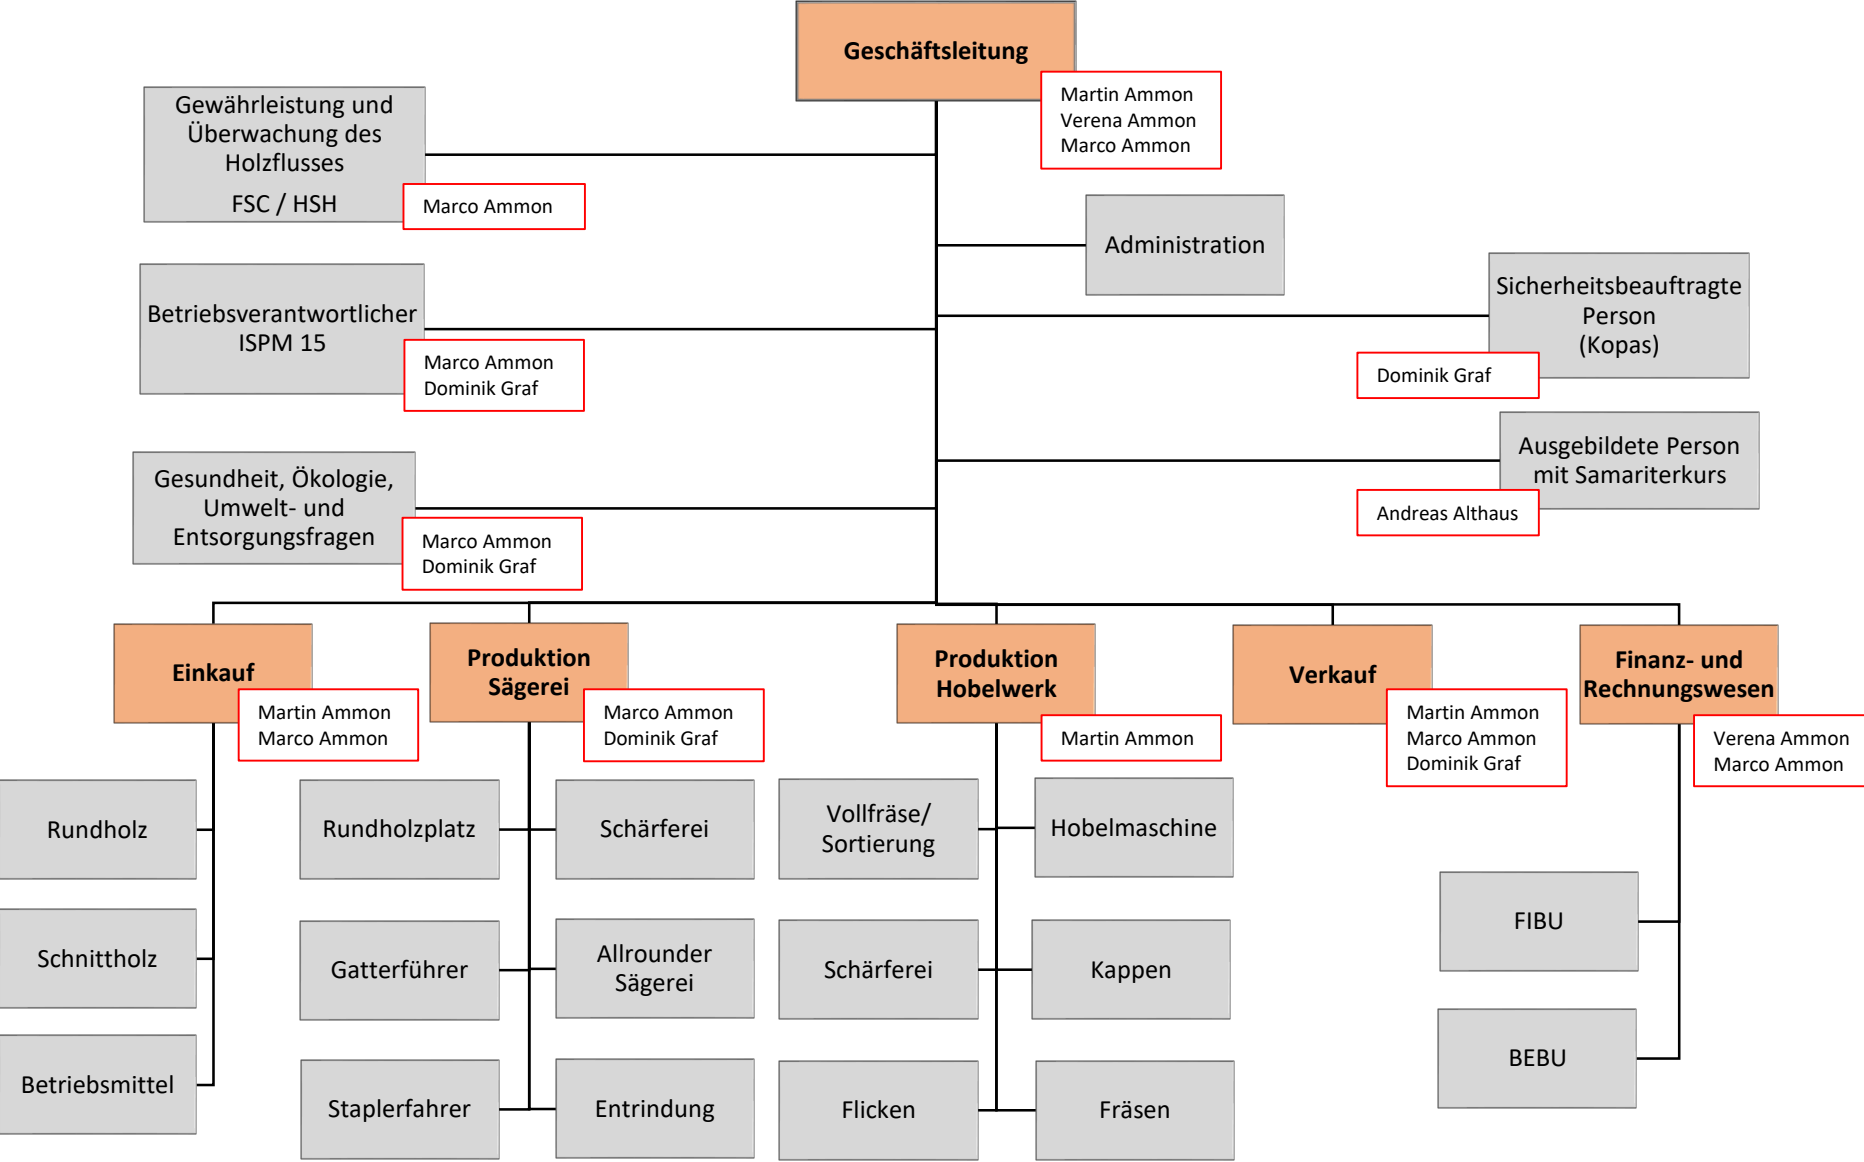 Geschäftsleitung
Martin Ammon
Verena Ammon
Marco Ammon
Gewährleistung und
Überwachung des
Holzflusses
FSC / HSH
Marco Ammon
Administration
Betriebsverantwortlicher
ISPM 15
Marco Ammon
Dominik Graf
Sicherheitsbeauftragte
Person
(Kopas)
Dominik Graf
Ausgebildete Person
mit Samariterkurs
Andreas Althaus
Gesundheit, Ökologie,
Umwelt- und
Entsorgungsfragen
Marco Ammon
Dominik Graf
Einkauf
Martin Ammon
Marco Ammon
Produktion
Sägerei
Marco Ammon
Dominik Graf
Produktion
Hobelwerk
Martin Ammon
Verkauf
Martin Ammon
Marco Ammon
Dominik Graf
Finanz- und
Rechnungswesen
Verena Ammon
Marco Ammon
Rundholz
Schnittholz
Betriebsmittel
Rundholzplatz
Schärferei
Gatterführer
Allrounder
Sägerei
Staplerfahrer
Entrindung
Vollfräse/
Sortierung
Hobelmaschine
Schärferei
Kappen
Flicken
Fräsen
FIBU
BEBU